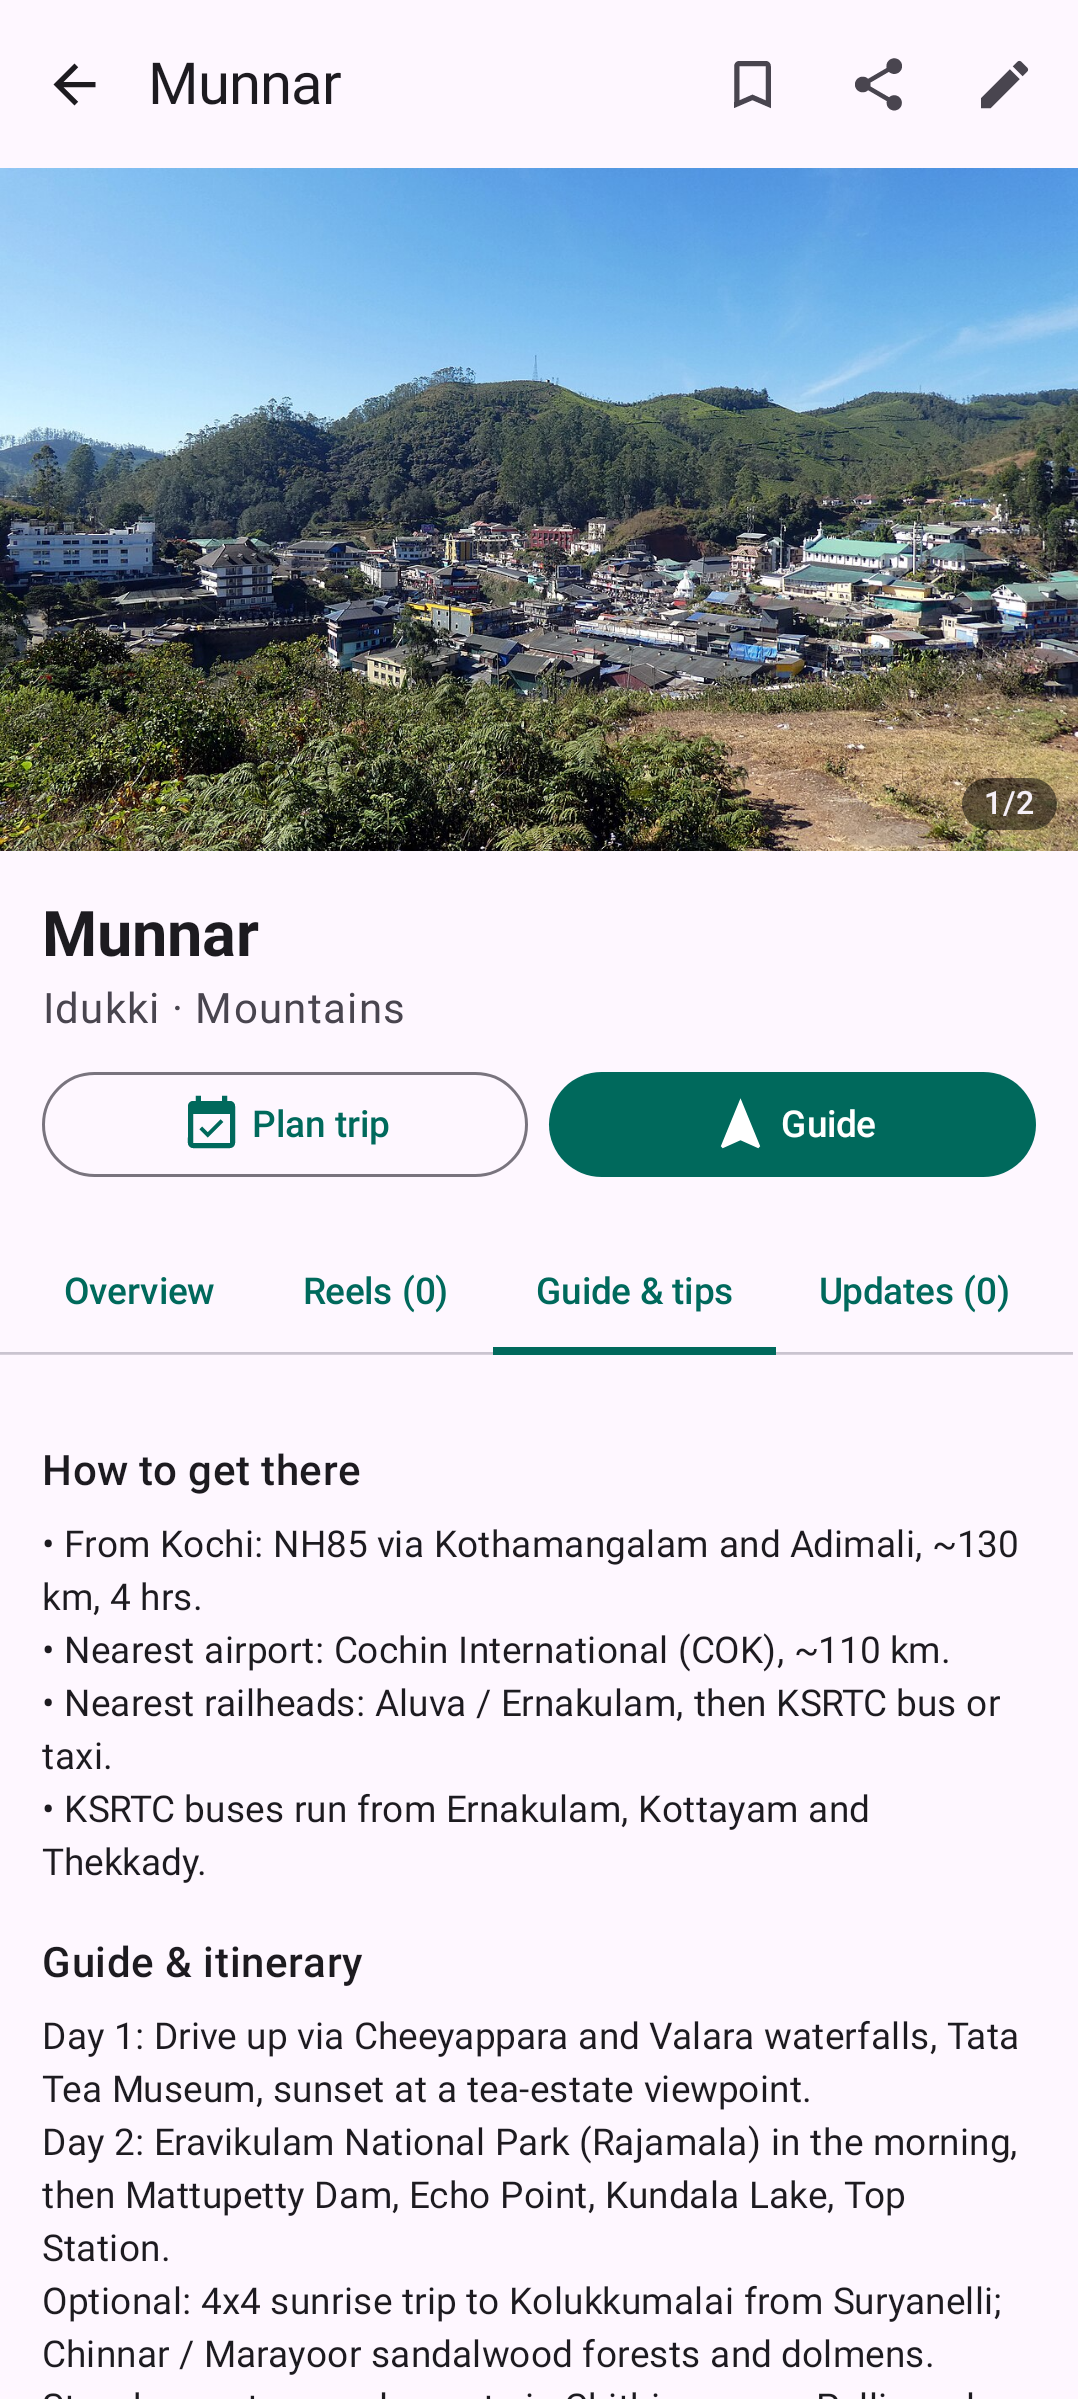 Munnar
1/2
Munnar
Idukki · Mountains
Plan trip
Guide
Overview
Reels (0)
Guide & tips
Updates (0)
How to get there
• From Kochi: NH85 via Kothamangalam and Adimali, ~130
km, 4 hrs.
• Nearest airport: Cochin International (COK), ~110 km.
• Nearest railheads: Aluva / Ernakulam, then KSRTC bus or
taxi.
• KSRTC buses run from Ernakulam, Kottayam and
Thekkady.
Guide & itinerary
Day 1: Drive up via Cheeyappara and Valara waterfalls, Tata
Tea Museum, sunset at a tea-estate viewpoint.
Day 2: Eravikulam National Park (Rajamala) in the morning,
then Mattupetty Dam, Echo Point, Kundala Lake, Top
Station.
Optional: 4x4 sunrise trip to Kolukkumalai from Suryanelli;
Chinnar / Marayoor sandalwood forests and dolmens.